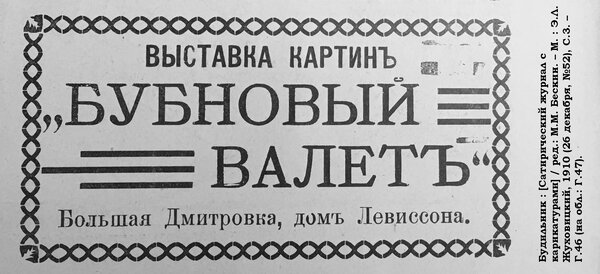 ВЫСТАВКА КАРТИНЪ
„БУБНОВЫЙ
ВАЛЕТЪ“
Большая Дмитровка, домъ Левиссона.
Будильник : [Сатирический журнал с
карикатурами] / ред.: М.М. Бескин. – М. : Э.Д.
Жуховицкий, 1910 (26 декабря, №52), С.3. –
Г.46 (на обл.: Г.47).